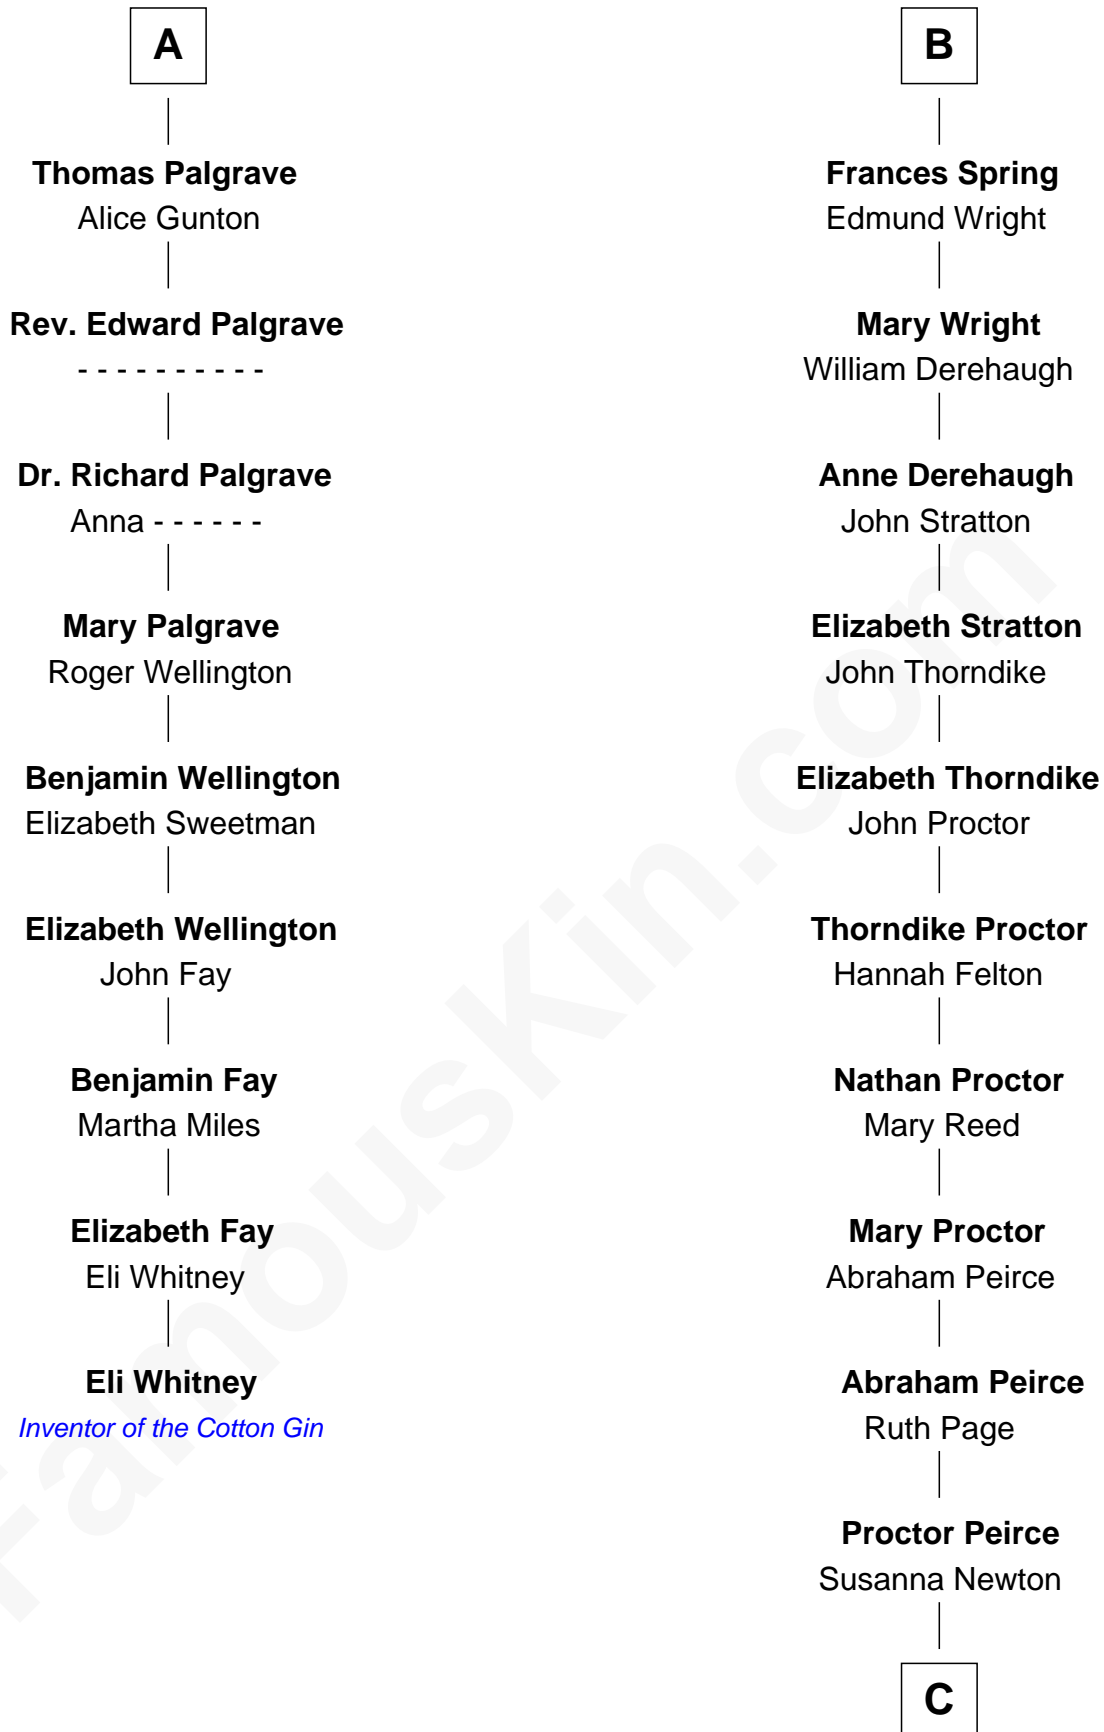 A
Thomas Palgrave
Alice Gunton
Rev. Edward Palgrave
- - - - - - - - - -
Dr. Richard Palgrave
Anna - - - - - -
Mary Palgrave
Roger Wellington
Benjamin Wellington
Elizabeth Sweetman
Elizabeth Wellington
John Fay
Benjamin Fay
Martha Miles
Elizabeth Fay
Eli Whitney
Eli Whitney
Inventor of the Cotton Gin
B
Frances Spring
Edmund Wright
Mary Wright
William Derehaugh
Anne Derehaugh
John Stratton
Elizabeth Stratton
John Thorndike
Elizabeth Thorndike
John Proctor
Thorndike Proctor
Hannah Felton
Nathan Proctor
Mary Reed
Mary Proctor
Abraham Peirce
Abraham Peirce
Ruth Page
Proctor Peirce
Susanna Newton
C
FamousKin.com